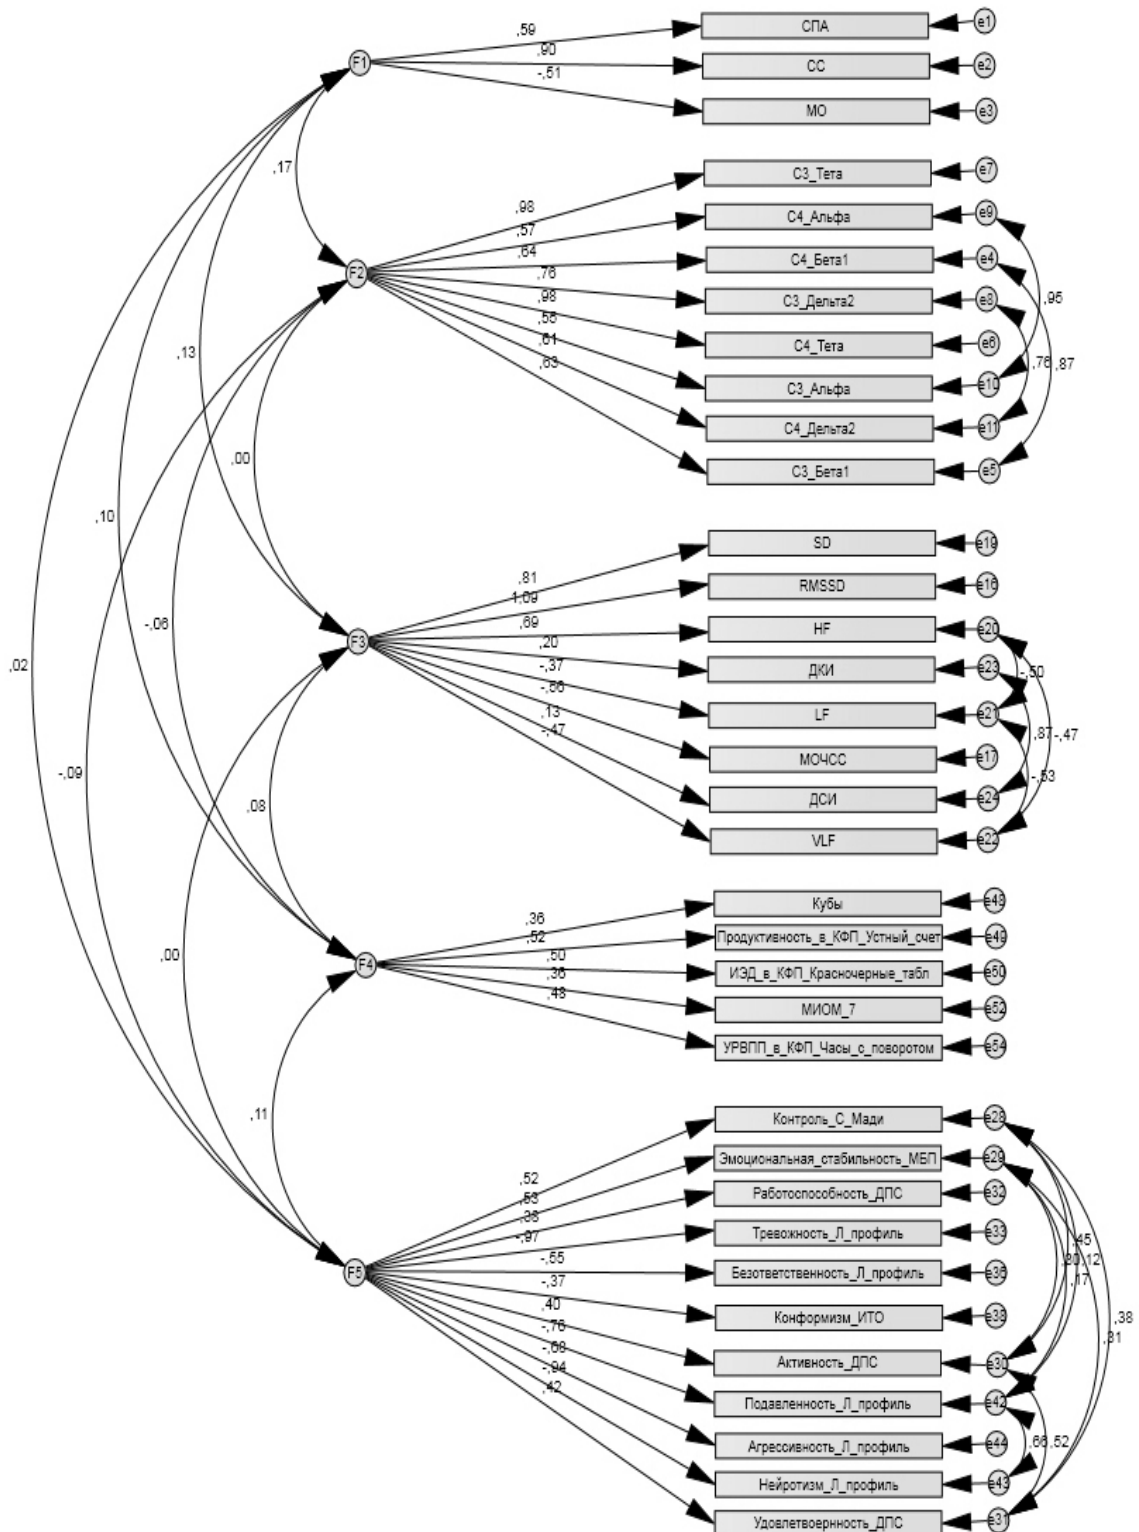 F1
,59
,90
-,51
СПА
e1
СС
e2
МО
e3
,17
F2
,98
,57
,64
,76
,98
,55
,61
,63
С3_Тета
e7
С4_Альфа
e9
С4_Бета1
e4
С3_Дельта2
e8
С4_Тета
e6
С3_Альфа
e10
С4_Дельта2
e11
С3_Бета1
e5
,95
,76
,87
,13
,00
,10
-,06
,02
-,09
F3
,81
1,09
,69
,20
-,37
,13
-,47
SD
e19
RMSSD
e16
HF
e20
ДКИ
e23
LF
e21
МОЧСС
e17
ДСИ
e24
VLF
e22
-,50
,87
-,47
-,53
,08
,00
F4
,36
,52
,50
,36
,48
Кубы
e48
Продуктивность_в_КФП_Устный_счет
e49
ИЭД_в_КФП_Красночерные_табл
e50
МИОМ_7
e52
УРВПП_в_КФП_Часы_с_поворотом
e54
,11
F5
,52
,53
,38
-,97
-,55
-,37
,40
-,76
-,68
-,94
,42
Контроль_С_Мади
e28
Эмоциональная_стабильность_МБП
e29
Работоспособность_ДПС
e32
Тревожность_Л_профиль
e33
Безответственность_Л_профиль
e36
Конформизм_ИТО
e38
Активность_ДПС
e30
Подавленность_Л_профиль
e42
Агрессивность_Л_профиль
e44
Нейротизм_Л_профиль
e43
Удовлетвоернность_ДПС
e31
,45
,12
,17
,38
,31
,66
,52